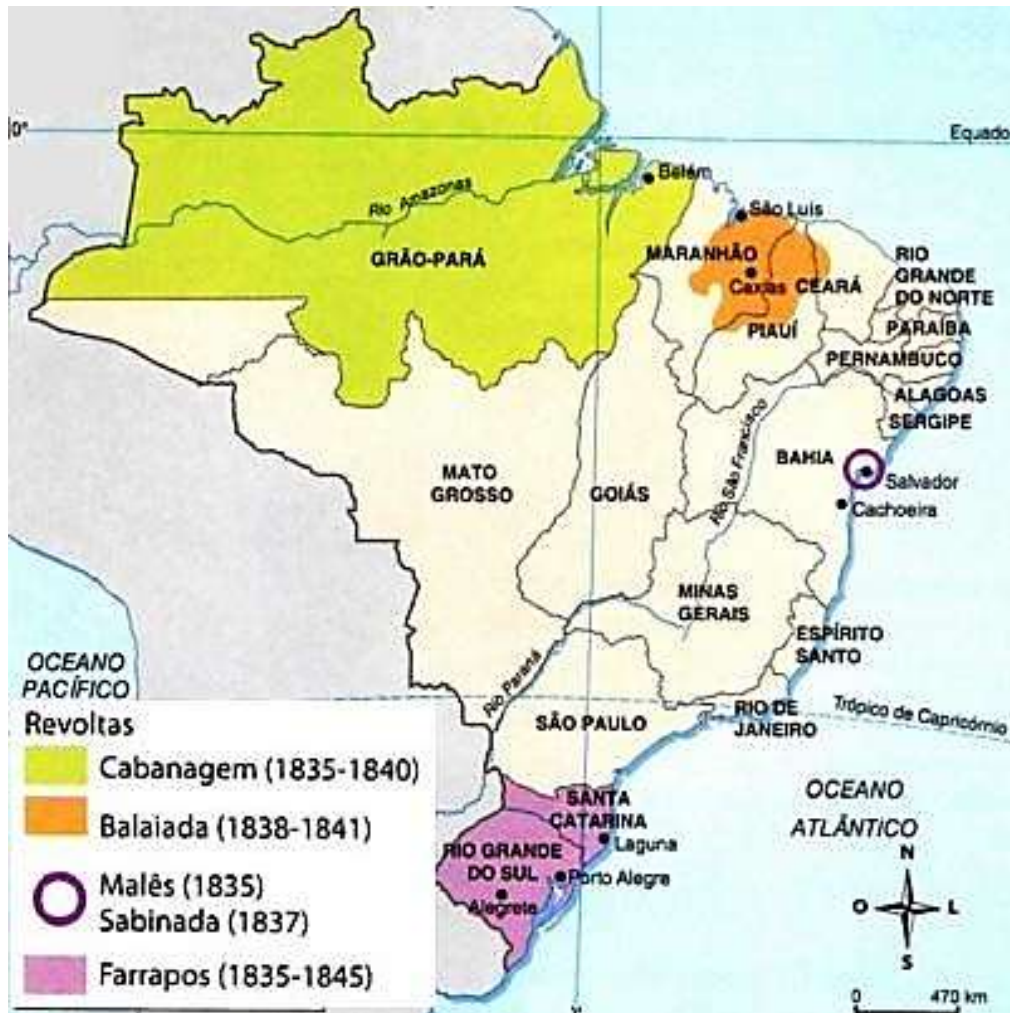 0°
Equado
Belém
Rio Amazonas
São Luís
GRÃO-PARÁ
MARANHÃO
Caxias
CEARÁ
RIO
GRANDE
DO NORTE
PIAUÍ
PARAÍBA
PERNAMBUCO
ALAGOAS
SERGIPE
Rio São Francisco
BAHIA
Salvador
Cachoeira
MATO
GROSSO
GOIÁS
MINAS
GERAIS
ESPÍRITO
SANTO
OCEANO
PACÍFICO
Rio Paraná
SÃO PAULO
RIO DE
JANEIRO
Trópico de Capricórnio
Revoltas
Cabanagem (1835-1840)
Balaiada (1838-1841)
Malês (1835)
Sabinada (1837)
Farrapos (1835-1845)
SANTA
CATARINA
Laguna
RIO GRANDE
DO SUL
Porto Alegre
Alegrete
OCEANO
ATLÂNTICO
N
O
L
S
0
470 km